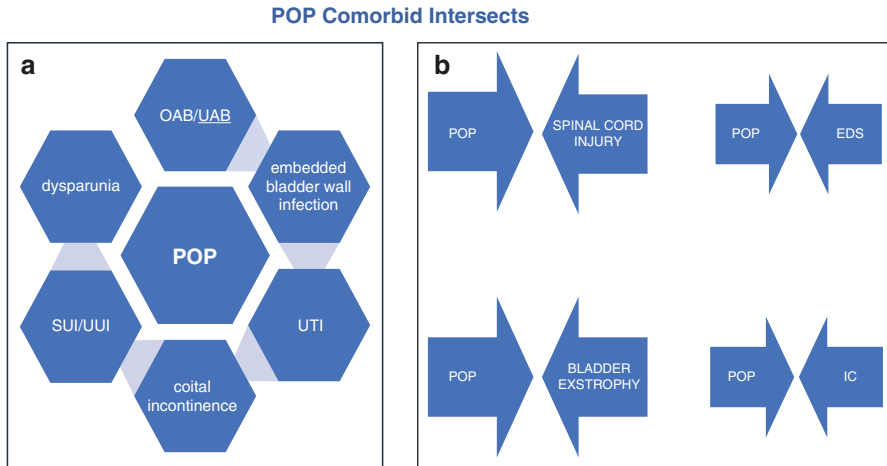 POP Comorbid Intersects
a
OAB/UAB
embedded
bladder wall
infection
UTI
coital
incontinence
SUI/UUI
dysparunia
POP
b
POP
SPINAL CORD
INJURY
POP
EDS
POP
BLADDER
EXSTROPHY
POP
IC